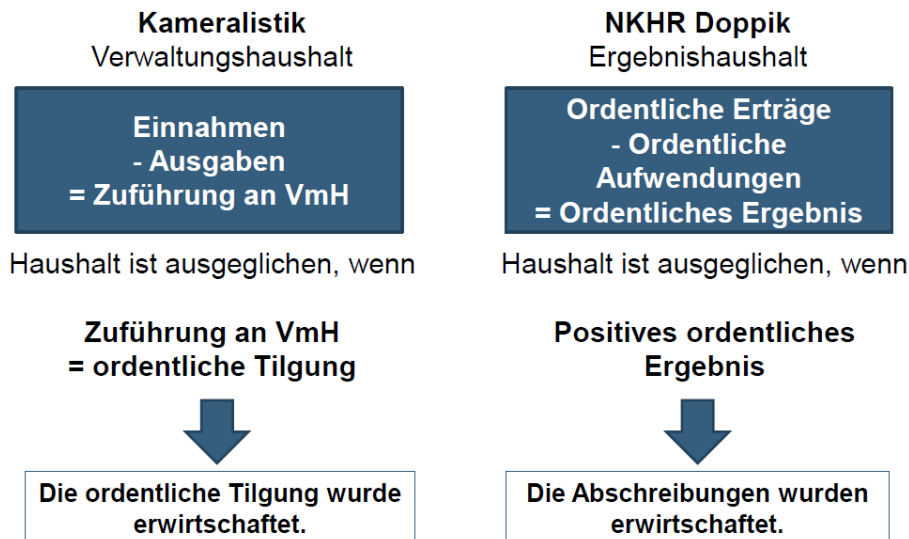 Kameralistik
Verwaltungshaushalt
Einnahmen
- Ausgaben
= Zuführung an VmH
Haushalt ist ausgeglichen, wenn
Zuführung an VmH
= ordentliche Tilgung
Die ordentliche Tilgung wurde
erwirtschaftet.
NKHR Doppik
Ergebnishaushalt
Ordentliche Erträge
- Ordentliche
Aufwendungen
= Ordentliches Ergebnis
Haushalt ist ausgeglichen, wenn
Positives ordentliches
Ergebnis
Die Abschreibungen wurden
erwirtschaftet.